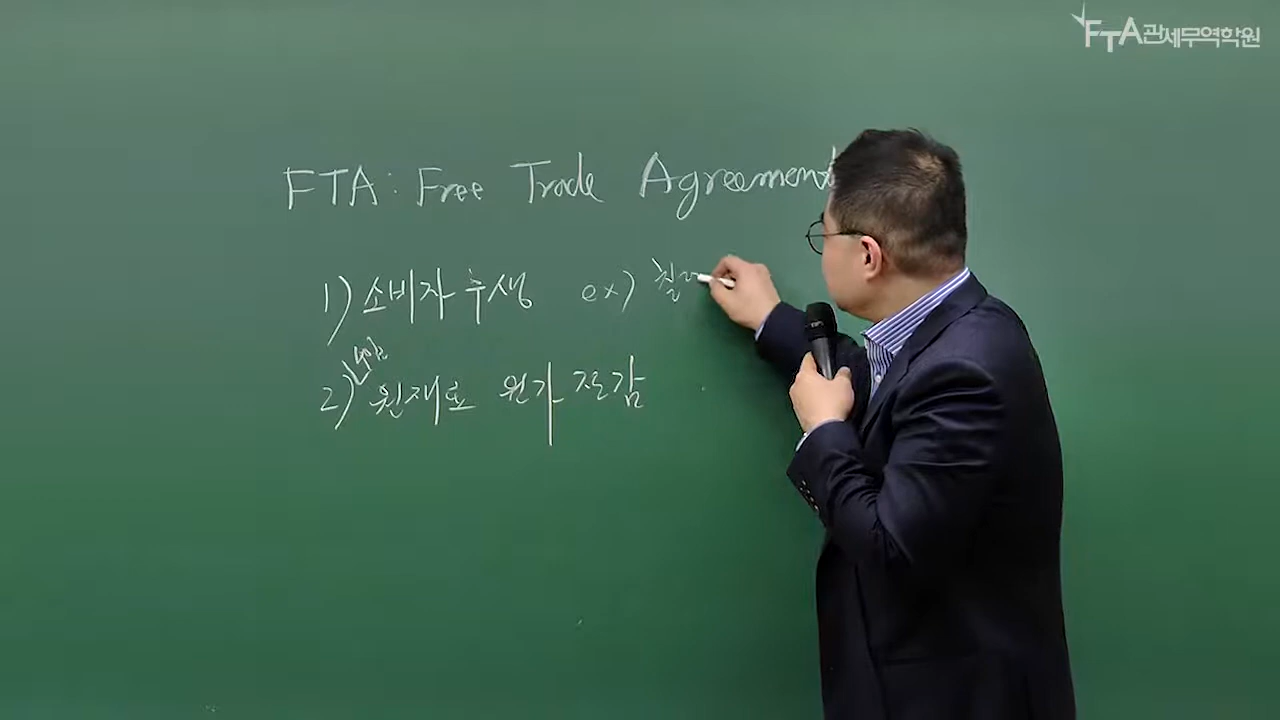 FTA관세무역학원
FTA : Free Trade Agreement
1) 소비자 후생 ex) 칠
2) 원재료 원가 절감